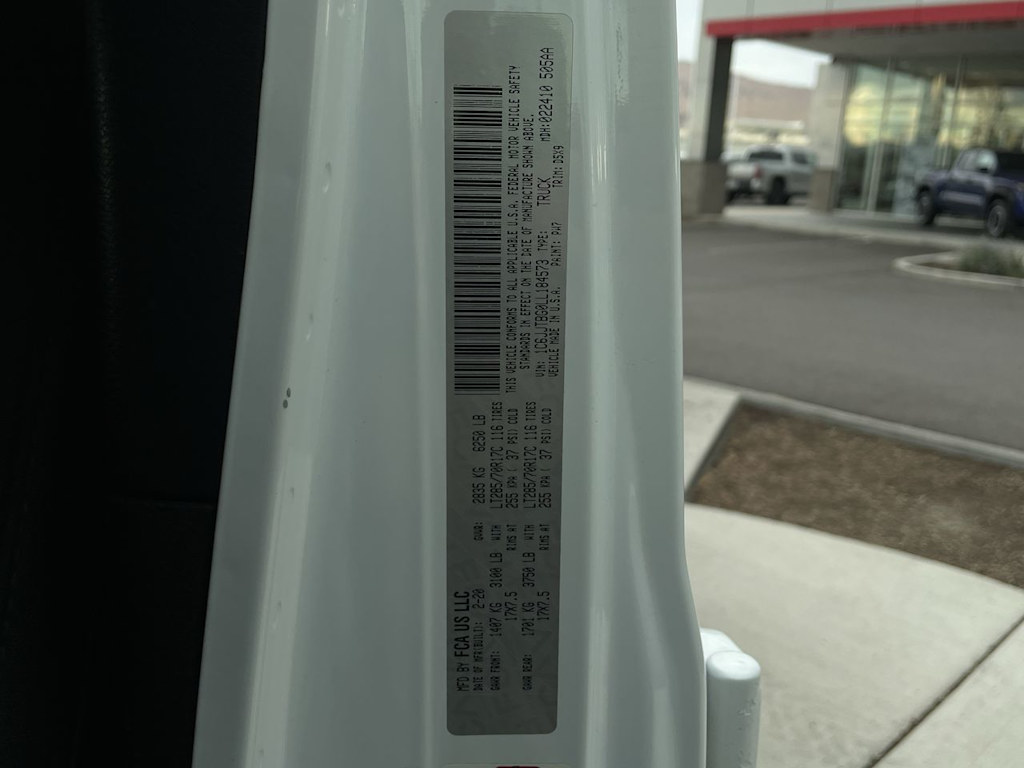 MFD BY FCA US LLC
DATE OF MFR(BUILT): 2-20 GVWR: 2835 KG 6250 LB
GAWR FRONT: 1407 KG 3100 LB WITH LT285/70R17C 116 TIRES
17X7.5 RIMS AT 255 KPA ( 37 PSI) COLD
GAWR REAR: 1701 KG 3750 LB WITH LT285/70R17C 116 TIRES
17X7.5 RIMS AT 255 KPA ( 37 PSI) COLD
THIS VEHICLE CONFORMS TO ALL APPLICABLE U.S.A. FEDERAL MOTOR VEHICLE SAFETY
STANDARDS IN EFFECT ON THE DATE OF MANUFACTURE SHOWN ABOVE.
VIN: 1C6JJTBG0LL184573 TYPE: TRUCK MDH:022410 505AA
VEHICLE MADE IN U.S.A. PAINT: PW7 TRIM: D5X9